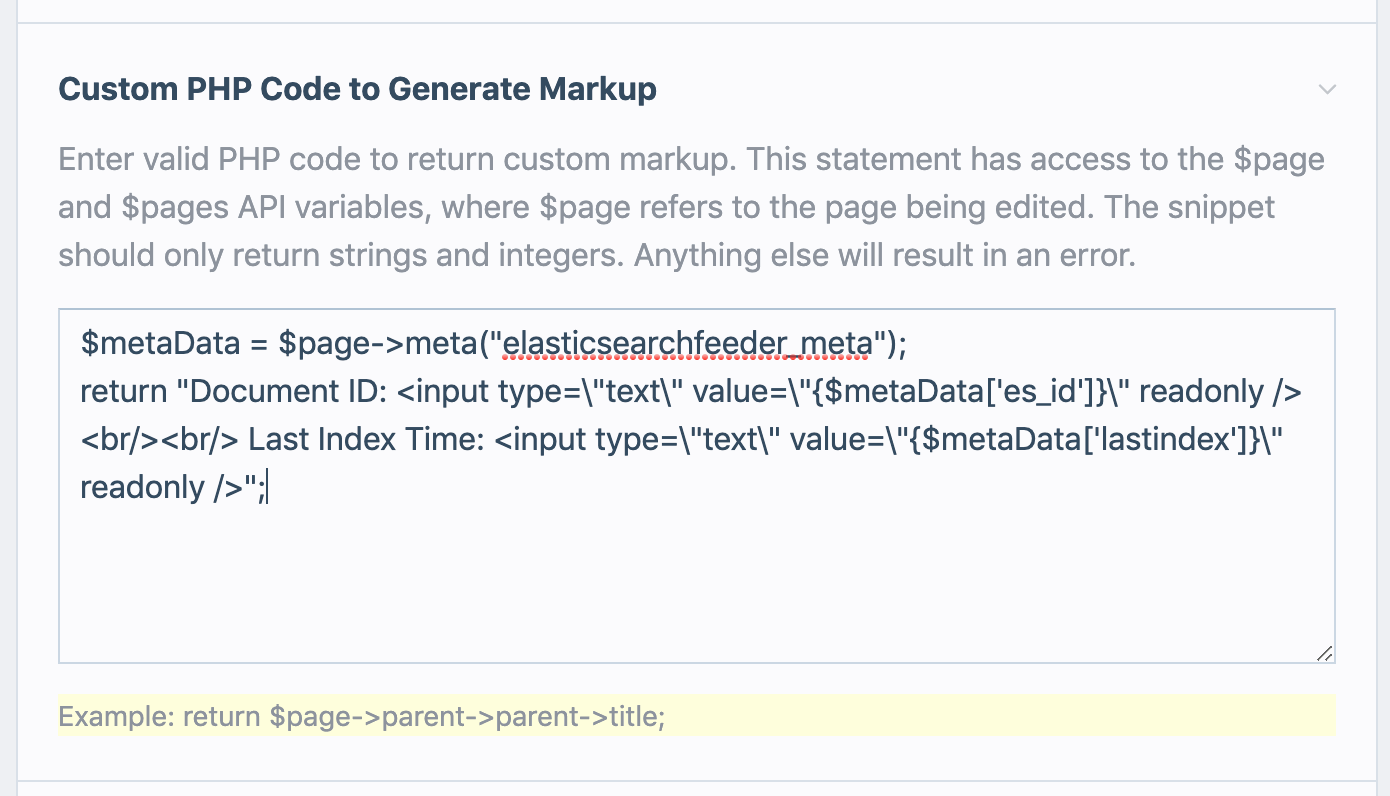 Custom PHP Code to Generate Markup
Enter valid PHP code to return custom markup. This statement has access to the $page
and $pages API variables, where $page refers to the page being edited. The snippet
should only return strings and integers. Anything else will result in an error.
$metaData = $page->meta("elasticsearchfeeder_meta");
return "Document ID: <input type=\"text\" value=\"{$metaData['es_id']}\" readonly />
<br/><br/> Last Index Time: <input type=\"text\" value=\"{$metaData['lastindex']}\"
readonly />";
Example: return $page->parent->parent->title;